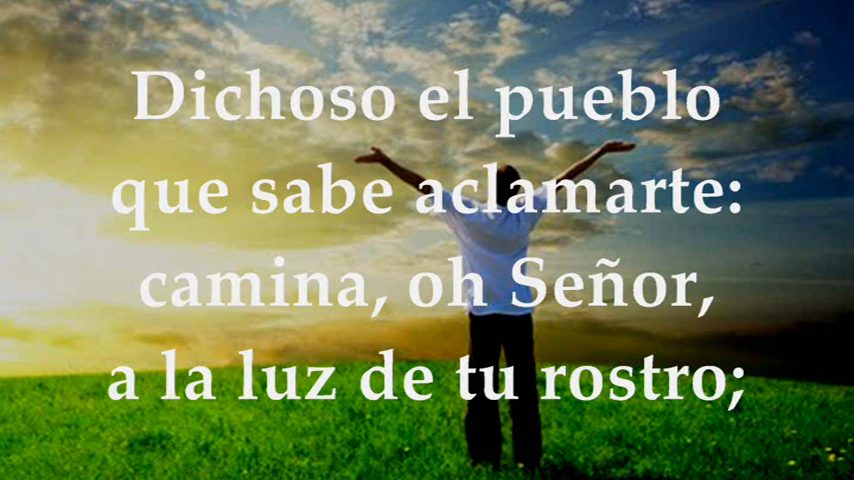 Dichoso el pueblo
que sabe aclamarte:
camina, oh Señor,
a la luz de tu rostro;